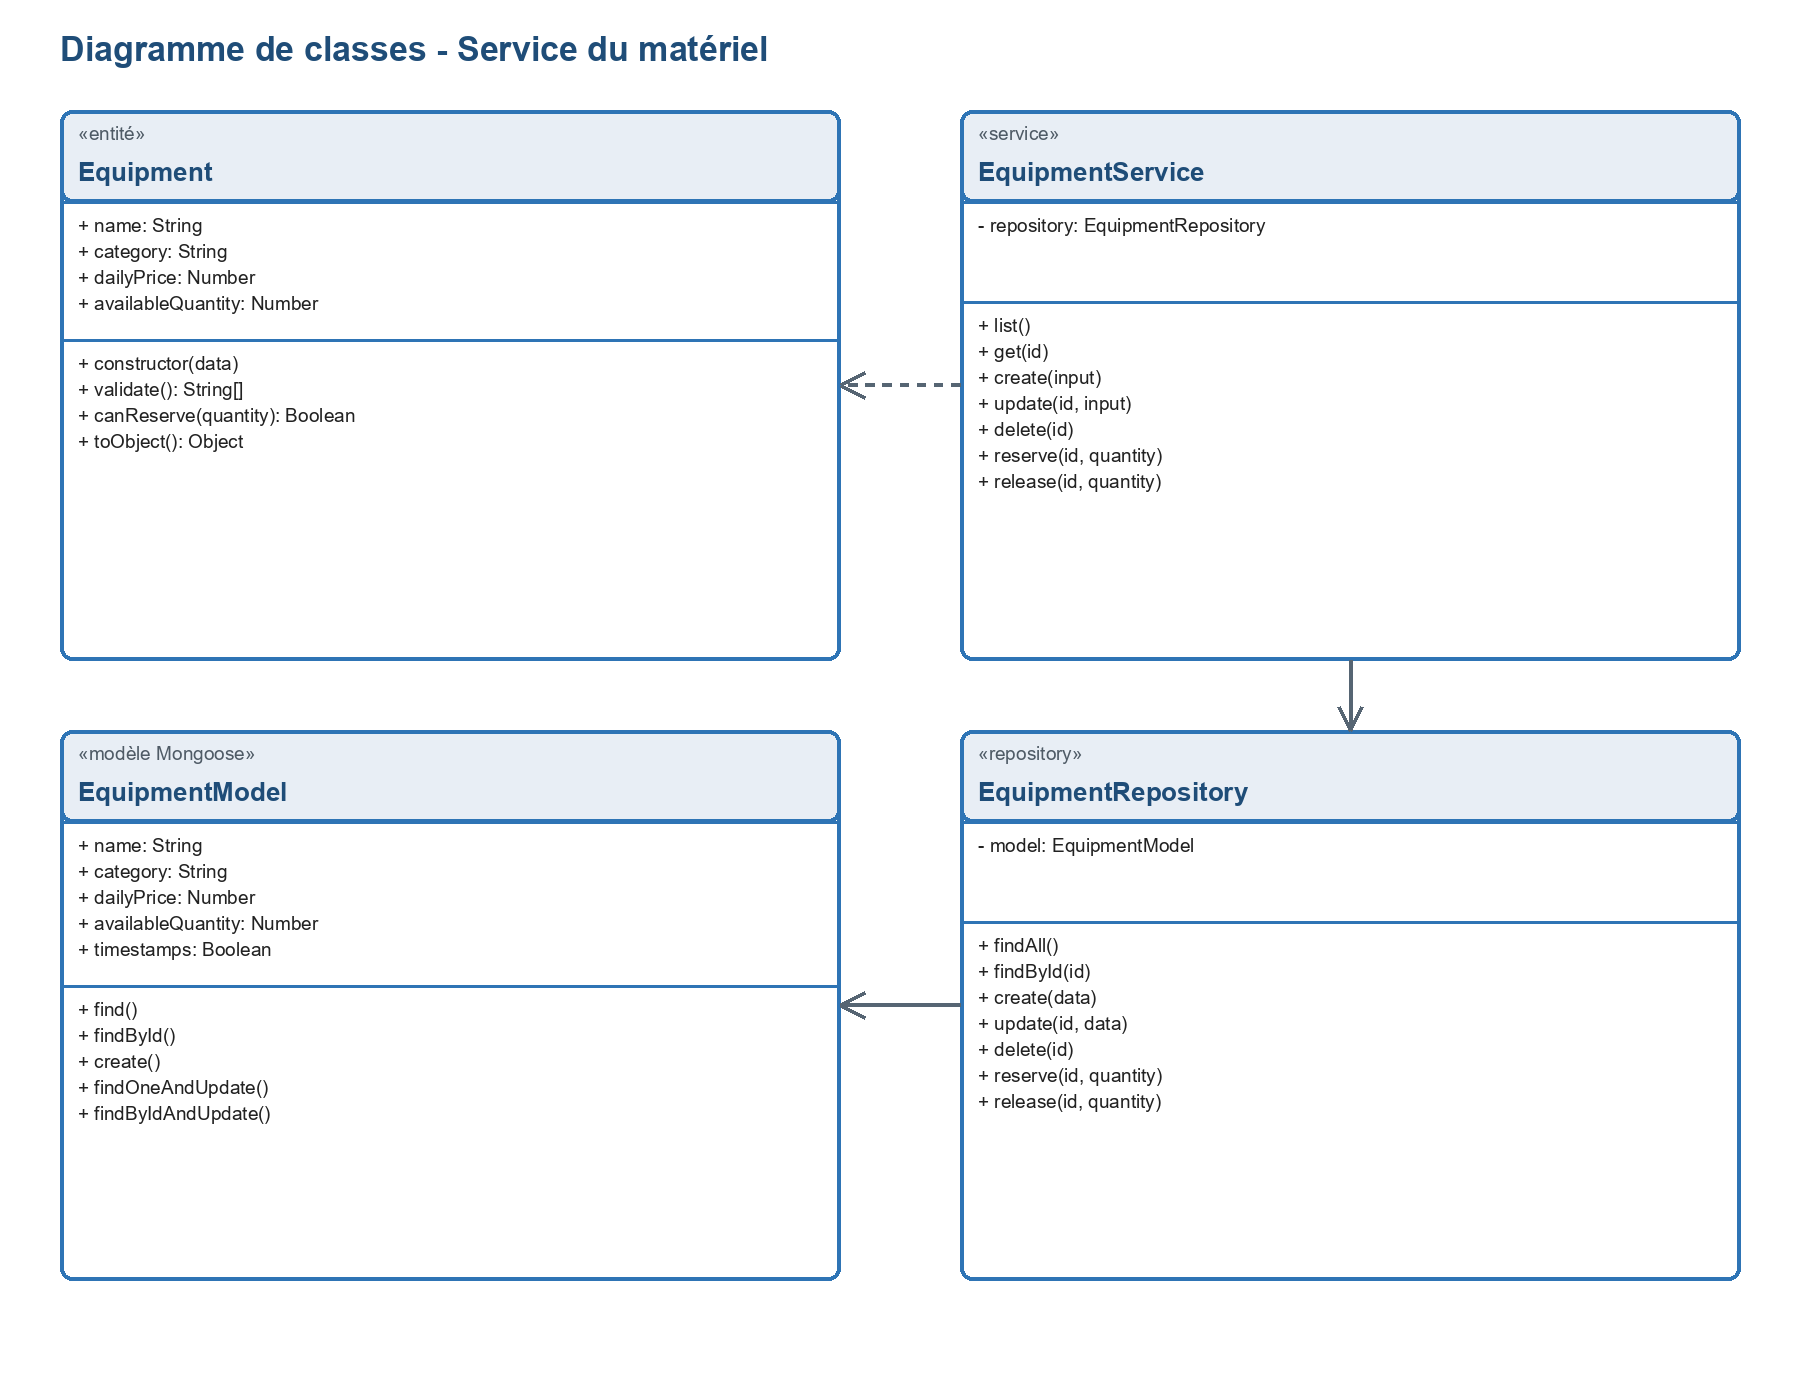 Diagramme de classes - Service du matériel
«entité»
Equipment
+ name: String
+ category: String
+ dailyPrice: Number
+ availableQuantity: Number
+ constructor(data)
+ validate(): String[]
+ canReserve(quantity): Boolean
+ toObject(): Object
«service»
EquipmentService
- repository: EquipmentRepository
+ list()
+ get(id)
+ create(input)
+ update(id, input)
+ delete(id)
+ reserve(id, quantity)
+ release(id, quantity)
«modèle Mongoose»
EquipmentModel
+ name: String
+ category: String
+ dailyPrice: Number
+ availableQuantity: Number
+ timestamps: Boolean
+ find()
+ findById()
+ create()
+ findOneAndUpdate()
+ findByIdAndUpdate()
«repository»
EquipmentRepository
- model: EquipmentModel
+ findAll()
+ findById(id)
+ create(data)
+ update(id, data)
+ delete(id)
+ reserve(id, quantity)
+ release(id, quantity)